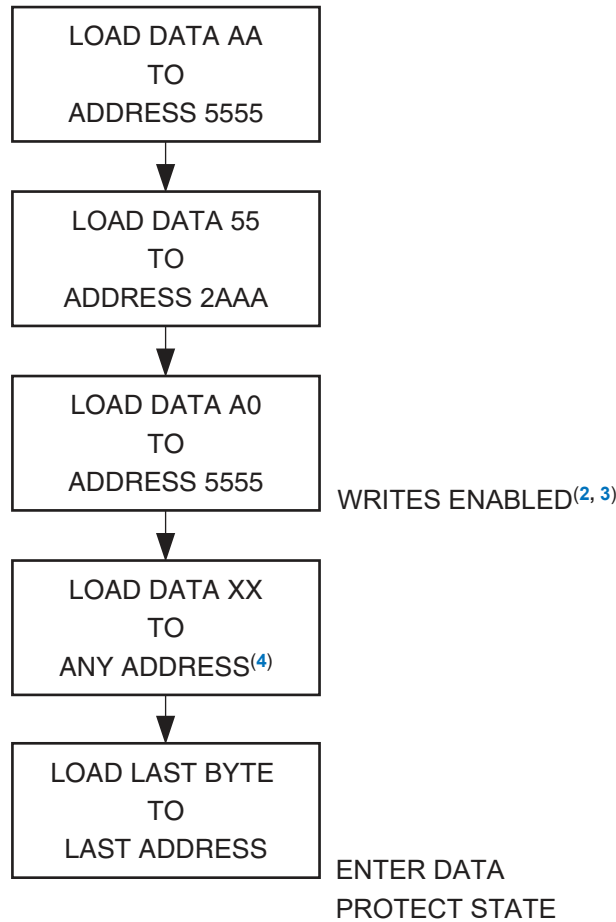 LOAD DATA AA
TO
ADDRESS 5555
LOAD DATA 55
TO
ADDRESS 2AAA
LOAD DATA A0
TO
ADDRESS 5555
WRITES ENABLED(2, 3)
LOAD DATA XX
TO
ANY ADDRESS(4)
LOAD LAST BYTE
TO
LAST ADDRESS
ENTER DATA
PROTECT STATE